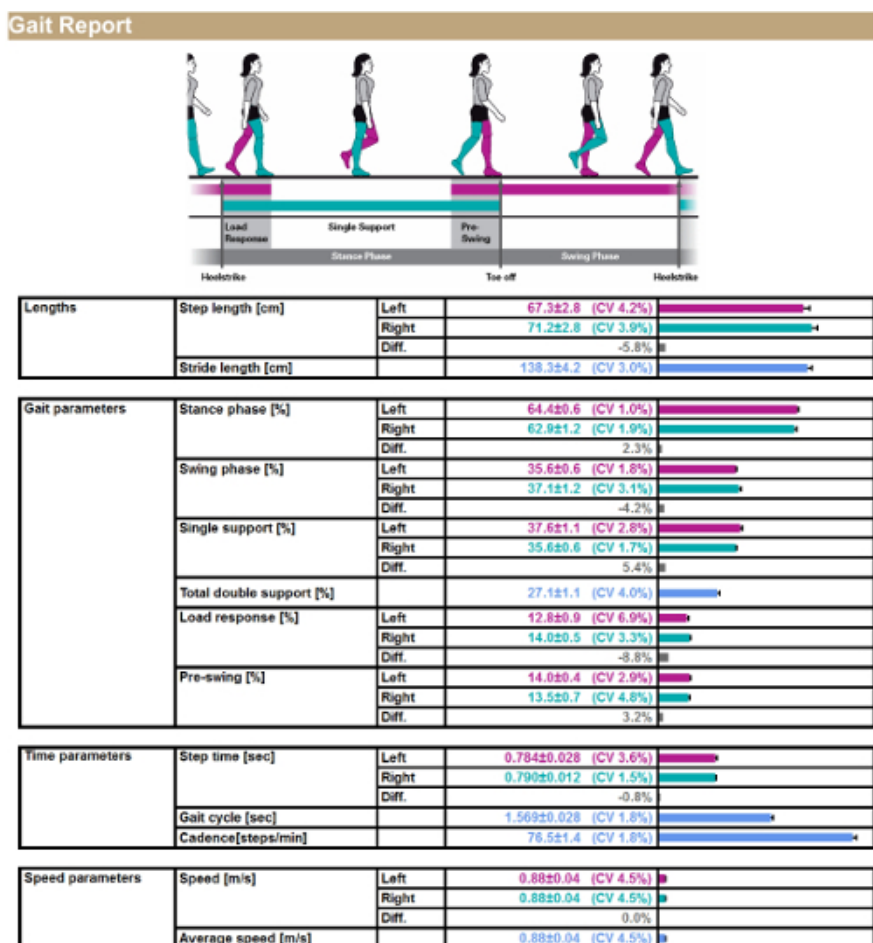 Gait Report
Load Response
Single Support
Pre-Swing
Stance Phase
Swing Phase
Heelstrike
Toe off
Heelstrike
Lengths Step length [cm] Left 67.3±2.8 (CV 4.2%)
Right 71.2±2.8 (CV 3.9%)
Diff. -5.8%
Stride length [cm] 138.3±4.2 (CV 3.0%)
Gait parameters Stance phase [%] Left 64.4±0.6 (CV 1.0%)
Right 62.9±1.2 (CV 1.9%)
Diff. 2.3%
Swing phase [%] Left 35.6±0.6 (CV 1.8%)
Right 37.1±1.2 (CV 3.1%)
Diff. -4.2%
Single support [%] Left 37.6±1.1 (CV 2.8%)
Right 35.6±0.6 (CV 1.7%)
Diff. 5.4%
Total double support [%] 27.1±1.1 (CV 4.0%)
Load response [%] Left 12.8±0.9 (CV 6.9%)
Right 14.0±0.5 (CV 3.3%)
Diff. -8.8%
Pre-swing [%] Left 14.0±0.4 (CV 2.9%)
Right 13.5±0.7 (CV 4.8%)
Diff. 3.2%
Time parameters Step time [sec] Left 0.784±0.028 (CV 3.6%)
Right 0.790±0.012 (CV 1.5%)
Diff. -0.8%
Gait cycle [sec] 1.569±0.028 (CV 1.8%)
Cadence[steps/min] 76.5±1.4 (CV 1.8%)
Speed parameters Speed [m/s] Left 0.88±0.04 (CV 4.5%)
Right 0.88±0.04 (CV 4.5%)
Diff. 0.0%
Average speed [m/s] 0.88±0.04 (CV 4.5%)